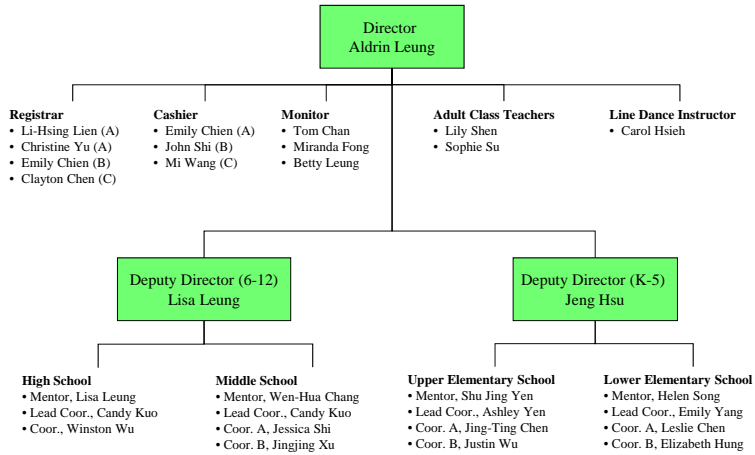 Director
Aldrin Leung
Registrar
• Li-Hsing Lien (A)
• Christine Yu (A)
• Emily Chien (B)
• Clayton Chen (C)
Cashier
• Emily Chien (A)
• John Shi (B)
• Mi Wang (C)
Monitor
• Tom Chan
• Miranda Fong
• Betty Leung
Adult Class Teachers
• Lily Shen
• Sophie Su
Line Dance Instructor
• Carol Hsieh
Deputy Director (6-12)
Lisa Leung
Deputy Director (K-5)
Jeng Hsu
High School
• Mentor, Lisa Leung
• Lead Coor., Candy Kuo
• Coor., Winston Wu
Middle School
• Mentor, Wen-Hua Chang
• Lead Coor., Candy Kuo
• Coor. A, Jessica Shi
• Coor. B, Jingjing Xu
Upper Elementary School
• Mentor, Shu Jing Yen
• Lead Coor., Ashley Yen
• Coor. A, Jing-Ting Chen
• Coor. B, Justin Wu
Lower Elementary School
• Mentor, Helen Song
• Lead Coor., Emily Yang
• Coor. A, Leslie Chen
• Coor. B, Elizabeth Hung